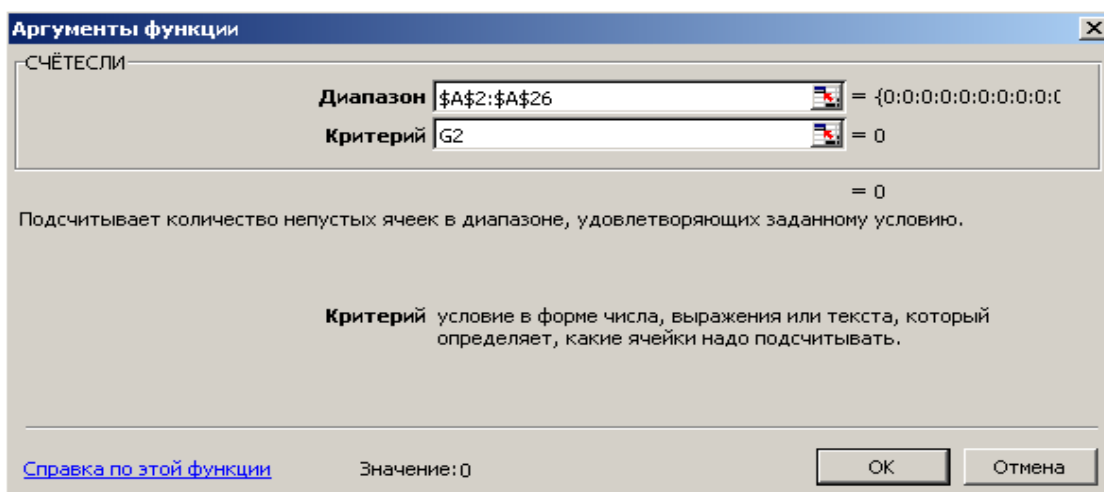 Аргументы функции
СЧЁТЕСЛИ
Диапазон $A$2:$A$26 = {0:0:0:0:0:0:0:0:0:0
Критерий G2 = 0
= 0
Подсчитывает количество непустых ячеек в диапазоне, удовлетворяющих заданному условию.
Критерий условие в форме числа, выражения или текста, который
определяет, какие ячейки надо подсчитывать.
Справка по этой функции Значение:0 ОК Отмена